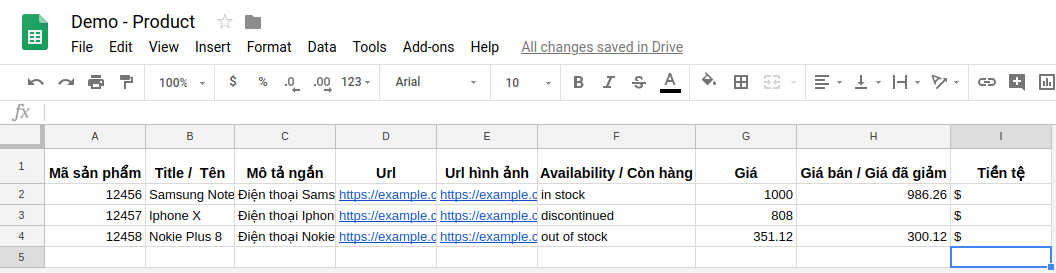 Demo - Product
File Edit View Insert Format Data Tools Add-ons Help All changes saved in Drive
100% $ % .0 .00 123 Arial 10 B I S A
fx
A B C D E F G H I
1 Mã sản phẩm Title / Tên Mô tả ngắn Url Url hình ảnh Availability / Còn hàng Giá Giá bán / Giá đã giảm Tiền tệ
2 12456 Samsung Note Điện thoại Sams https://example.c https://example.c in stock 1000 986.26 $
3 12457 Iphone X Điện thoại Iphon https://example.c https://example.c discontinued 808 $
4 12458 Nokie Plus 8 Điện thoại Nokie https://example.c https://example.c out of stock 351.12 300.12 $
5